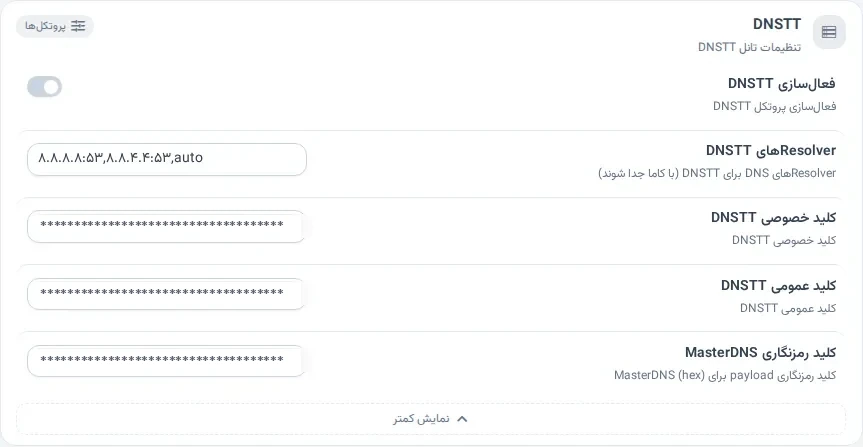 DNSTT
تنظیمات تانل DNSTT
پروتکل‌ها
فعال‌سازی DNSTT
فعال‌سازی پروتکل DNSTT
Resolverهای DNSTT
Resolverهای DNS برای DNSTT (با کاما جدا شوند)
۸.۸.۸.۸:۵۳,۸.۸.۴.۴:۵۳,auto
کلید خصوصی DNSTT
کلید خصوصی DNSTT
************************************
کلید عمومی DNSTT
کلید عمومی DNSTT
************************************
کلید رمزنگاری MasterDNS
کلید رمزنگاری payload برای MasterDNS (hex)
************************************
نمایش کمتر